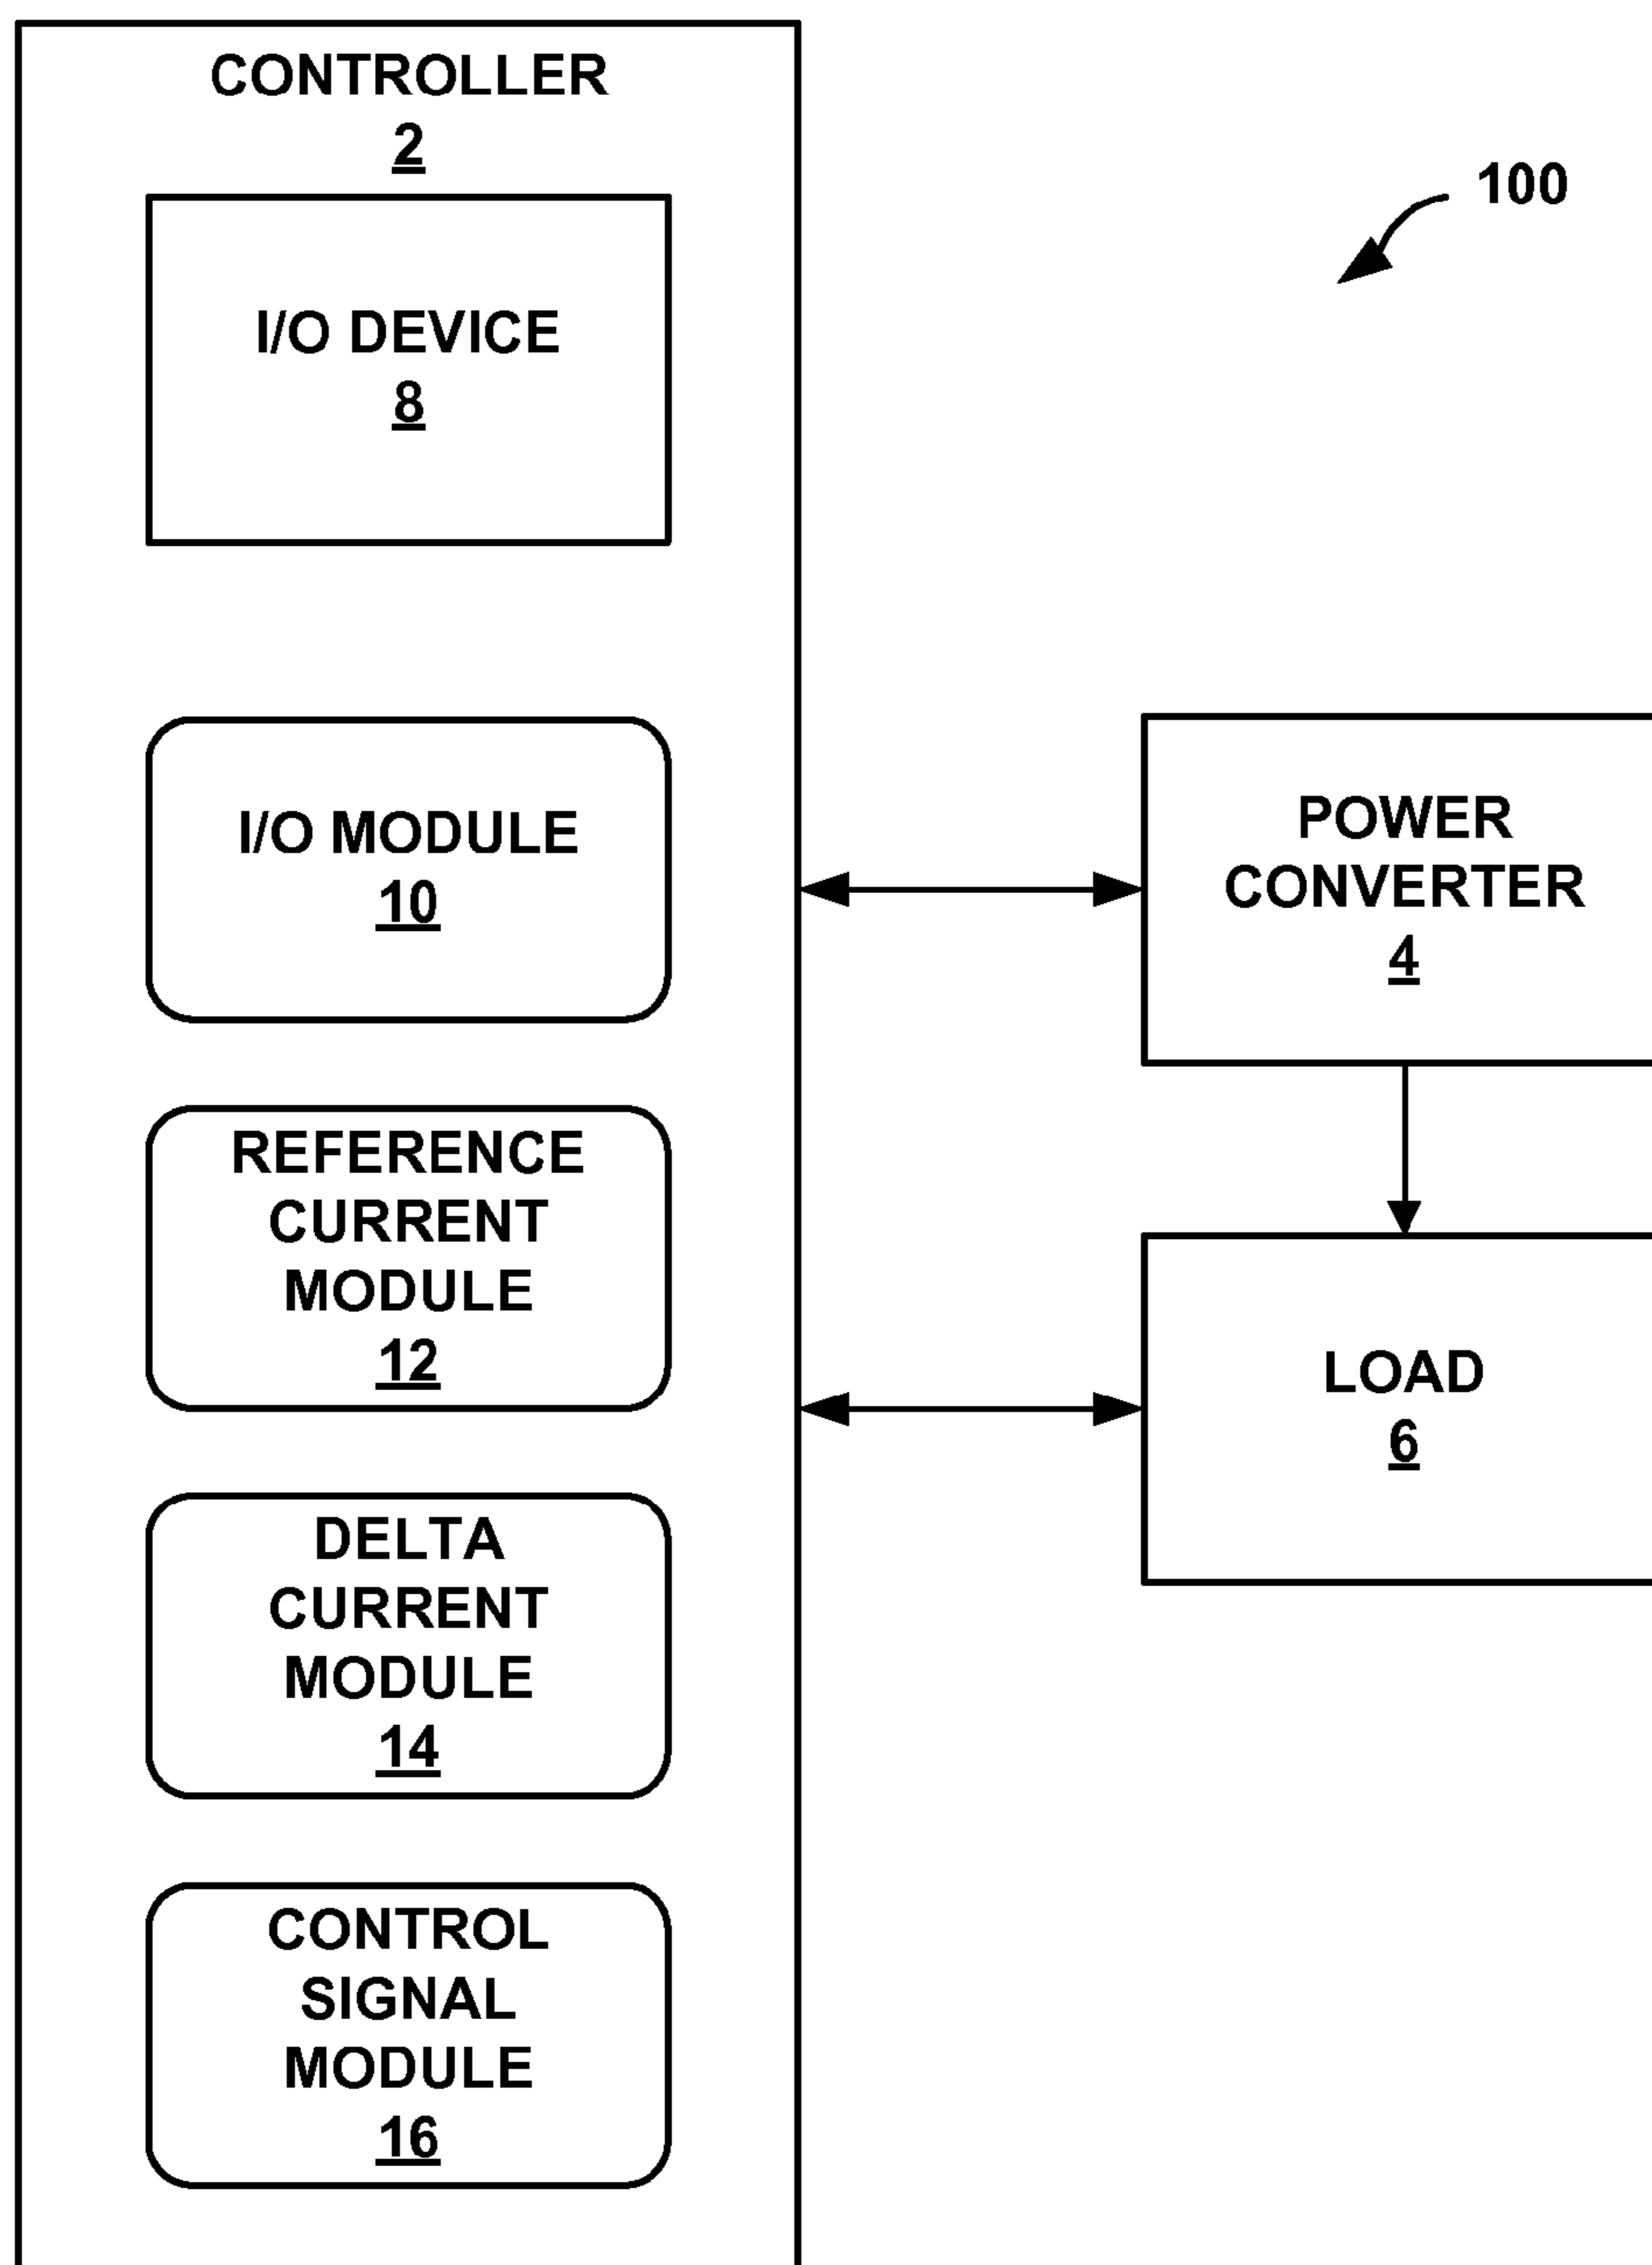 CONTROLLER
2
I/O DEVICE
8
I/O MODULE
10
REFERENCE
CURRENT
MODULE
12
DELTA
CURRENT
MODULE
14
CONTROL
SIGNAL
MODULE
16
100
POWER
CONVERTER
4
LOAD
6